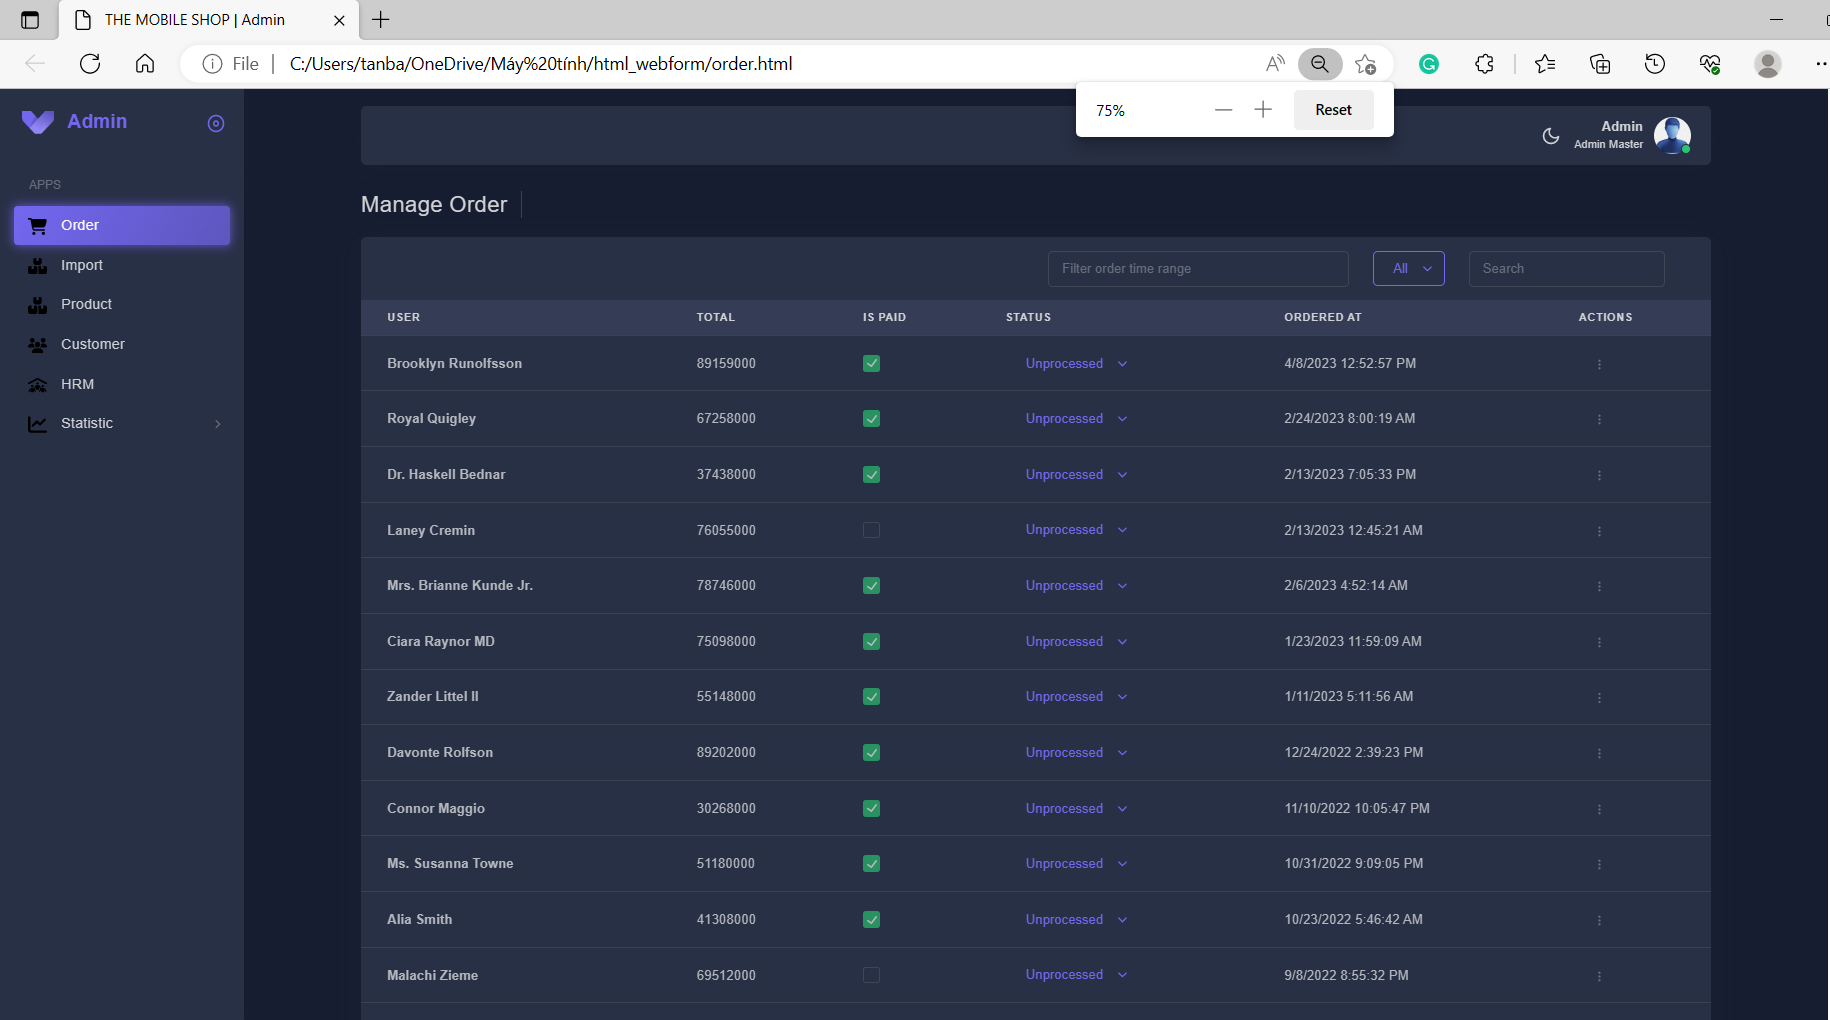 THE MOBILE SHOP | Admin
File | C:/Users/tanba/OneDrive/Máy%20tính/html_webform/order.html
75%
Reset
Admin
Admin
Admin Master
APPS
Order
Import
Product
Customer
HRM
Statistic
Manage Order
Filter order time range
All
Search
USER TOTAL IS PAID STATUS ORDERED AT ACTIONS
Brooklyn Runolfsson 89159000 Unprocessed 4/8/2023 12:52:57 PM
Royal Quigley 67258000 Unprocessed 2/24/2023 8:00:19 AM
Dr. Haskell Bednar 37438000 Unprocessed 2/13/2023 7:05:33 PM
Laney Cremin 76055000 Unprocessed 2/13/2023 12:45:21 AM
Mrs. Brianne Kunde Jr. 78746000 Unprocessed 2/6/2023 4:52:14 AM
Ciara Raynor MD 75098000 Unprocessed 1/23/2023 11:59:09 AM
Zander Littel II 55148000 Unprocessed 1/11/2023 5:11:56 AM
Davonte Rolfson 89202000 Unprocessed 12/24/2022 2:39:23 PM
Connor Maggio 30268000 Unprocessed 11/10/2022 10:05:47 PM
Ms. Susanna Towne 51180000 Unprocessed 10/31/2022 9:09:05 PM
Alia Smith 41308000 Unprocessed 10/23/2022 5:46:42 AM
Malachi Zieme 69512000 Unprocessed 9/8/2022 8:55:32 PM